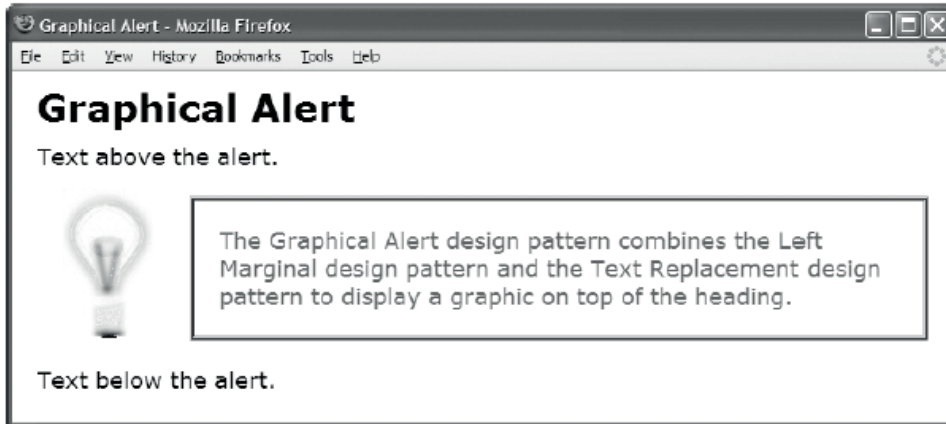 Graphical Alert - Mozilla Firefox
File Edit View History Bookmarks Tools Help
Graphical Alert
Text above the alert.
The Graphical Alert design pattern combines the Left
Marginal design pattern and the Text Replacement design
pattern to display a graphic on top of the heading.
Text below the alert.